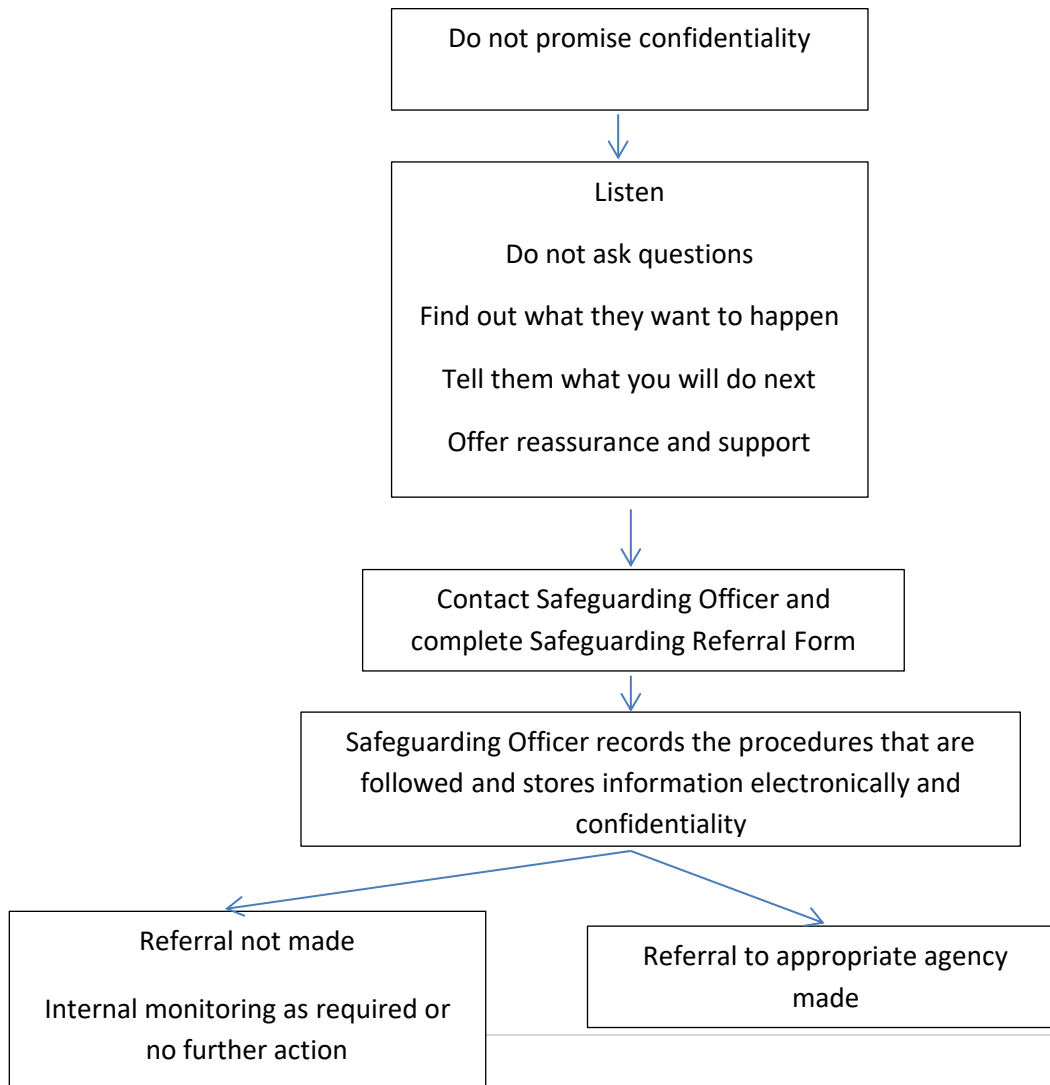 Do not promise confidentiality
Listen
Do not ask questions
Find out what they want to happen
Tell them what you will do next
Offer reassurance and support
Contact Safeguarding Officer and
complete Safeguarding Referral Form
Safeguarding Officer records the procedures that are
followed and stores information electronically and
confidentiality
Referral not made
Internal monitoring as required or
no further action
Referral to appropriate agency
made